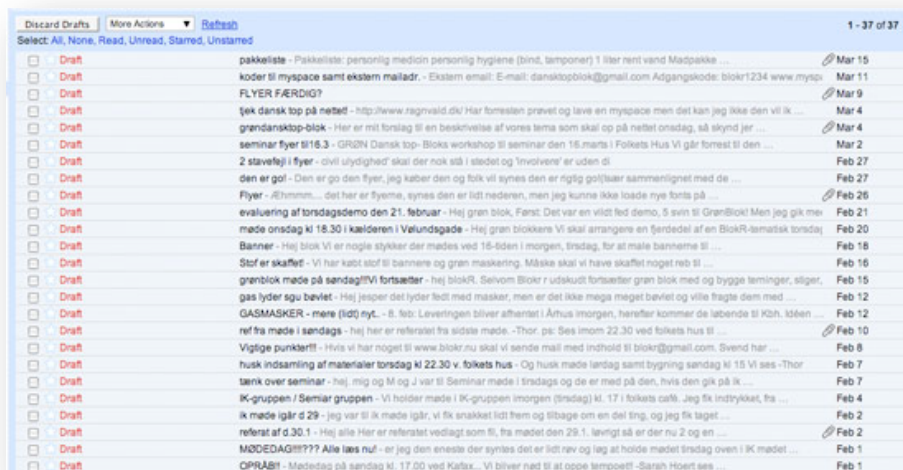 Discard Drafts More Actions ▼ Refresh 1 - 37 of 37
Select: All, None, Read, Unread, Starred, Unstarred
Draft pakkeliste - Pakkeliste: personlig medicin personlig hygiene (bind, tamponer) 1 liter rent vand Madpakke ... Mar 15
Draft koder til myspace samt ekstern mailadr. - Ekstern email: E-mail: dansktopblok@gmail.com Adgangskode: blokr1234 www.myspa Mar 11
Draft FLYER FÆRDIG? Mar 9
Draft tjek dansk top på nettet! - http://www.ragnvald.dk/ Har forresten prøvet og lave en myspace men det kan jeg ikke den vil ik ... Mar 4
Draft grøndansktop-blok - Her er mit forslag til en beskrivelse af vores tema som skal op på nettet onsdag, så skynd jer ... Mar 4
Draft seminar flyer til16.3 - GRØN Dansk top- Bloks workshop til seminar den 16.marts i Folkets Hus Vi går forrest til den ... Mar 2
Draft 2 stavefejl i flyer - civil ulydighed' skal der nok stå i stedet og 'involvere' er uden di Feb 27
Draft den er go! - Den er go den flyer, jeg køber den og folk vil synes den er rigtig go!(især sammenlignet med de ... Feb 27
Draft Flyer - Æhmmm... det her er flyerne, synes den er lidt nederen, men jeg kunne ikke loade nye fonts på ... Feb 26
Draft evaluering af torsdagsdemo den 21. februar - Hej grøn blok, Først: Det var en vildt fed demo, 5 svin til GrønBlok! Men jeg gik me Feb 21
Draft møde onsdag kl 18.30 i kælderen i Vølundsgade - Hej grøn blokkere Vi skal arrangere en fjerdedel af en BlokR-tematisk torsdag Feb 20
Draft Banner - Hej blok Vi er nogle stykker der mødes ved 16-tiden i morgen, tirsdag, for at male bannerne til ... Feb 18
Draft Stof er skaffet! - Vi har købt stof til bannere og grøn maskering. Måske skal vi have skaffet noget reb til ... Feb 16
Draft grønblok møde på søndag!!!Vi fortsætter - hej blokR. Selvom Blokr r udskudt fortsætter grøn blok med og bygge terninger, stiger, Feb 15
Draft gas lyder sgu bøvlet - Hej jesper det lyder fedt med masker, men er det ikke mega meget bøvlet og ville fragte dem med ... Feb 12
Draft GASMASKER - mere (lidt) nyt.. - 8. feb: Leveringen bliver afhentet i Århus imorgen, herefter kommer de løbende til Kbh. Idéen ... Feb 12
Draft ref fra møde i søndags - hej her er referatet fra sidste møde. -Thor. ps: Ses imorn 22.30 ved folkets hus til ... Feb 10
Draft Vigtige punkter!!! - Hvis vi har noget til www.blokr.nu skal vi sende mail med indhold til blokr@gmail.com. Svend har ... Feb 8
Draft husk indsamling af materialer torsdag kl 22.30 v. folkets hus - Og husk møde lørdag samt bygning søndag kl 15 Vi ses -Thor Feb 7
Draft tænk over seminar - hej. mig og M og J var til Seminar møde i tirsdags og de er med på den, hvis den gik på ik ... Feb 7
Draft IK-gruppen / Semiar gruppen - Vi holder møde i IK-gruppen imorgen (tirsdag) kl. 17 i folkets café. Jeg fik indtrykket, fra ... Feb 4
Draft ik møde igår d 29 - jeg var til ik møde igår, vi fik snakket lidt frem og tilbage om en del ting, og jeg fik taget ... Feb 2
Draft referat af d.30.1 - Hej alle Her er referatet vedlagt som fil, fra mødet den 29.1. Iøvrigt så er der nu 2 og en ... Feb 2
Draft MØDEDAG!!!!??? Alle læs nu! - er jeg den eneste der syntes det er lidt røv og løg at holde mødet tirsdag oven i IK mødet ... Feb 1
Draft OPRÅB!! - Mødedag på søndag kl. 17.00 ved Kafax... Vi bliver nød til at oppe tempoet!! -Sarah Hoert ses ... Feb 1